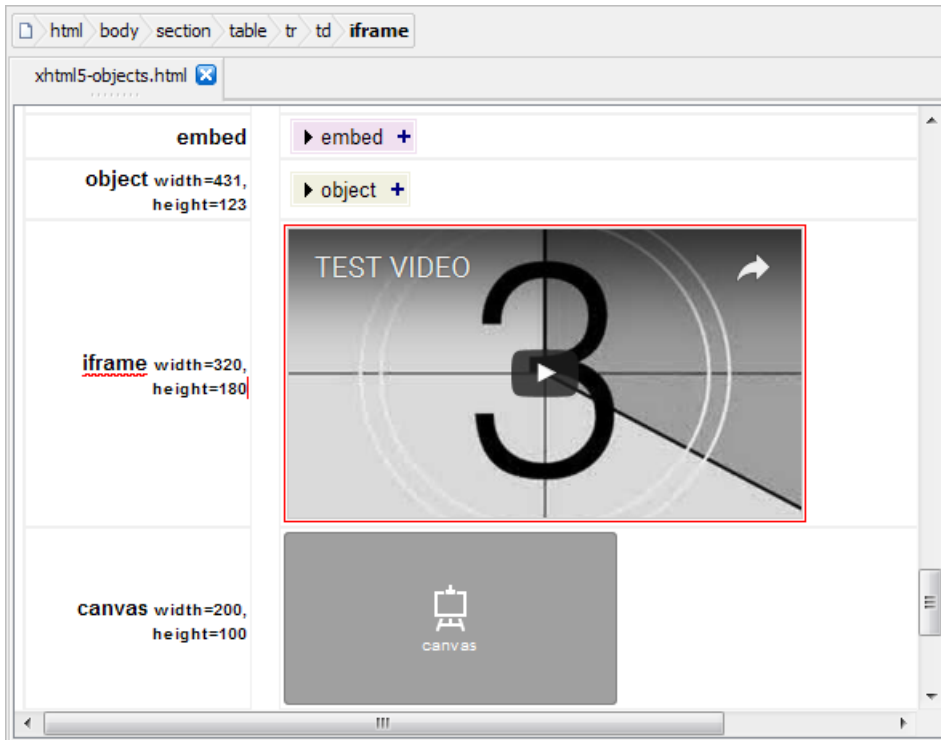 html body section table tr td iframe
xhtml5-objects.html
embed
embed +
object width=431,
height=123
object +
TEST VIDEO
3
iframe width=320,
height=180
canvas width=200,
height=100
canvas